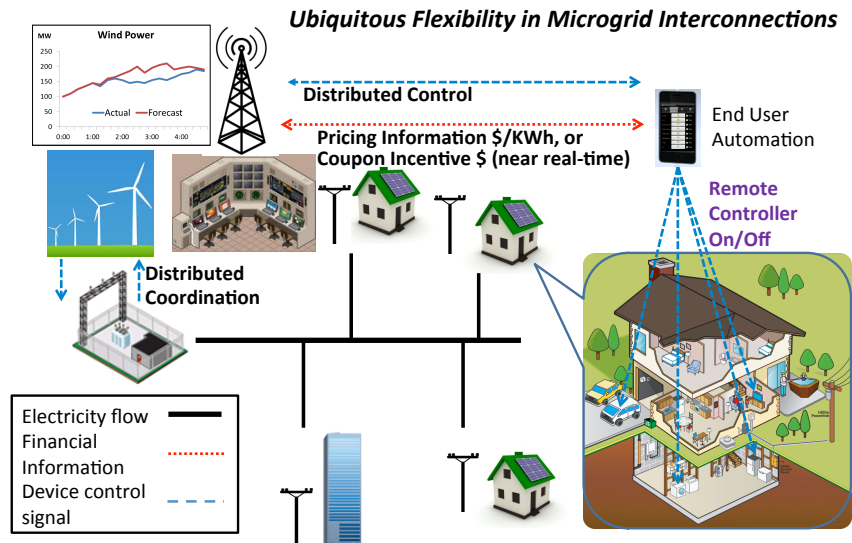 Ubiquitous Flexibility in Microgrid Interconnections
MW
Wind Power
250
200
150
100
50
0
Actual
Forecast
0:00
1:00
2:00
3:00
4:00
Distributed Control
Pricing Information $/KWh, or
Coupon Incentive $ (near real-time)
End User
Automation
Remote
Controller
On/Off
Distributed
Coordination
Electricity flow
Financial
Information
Device control
signal